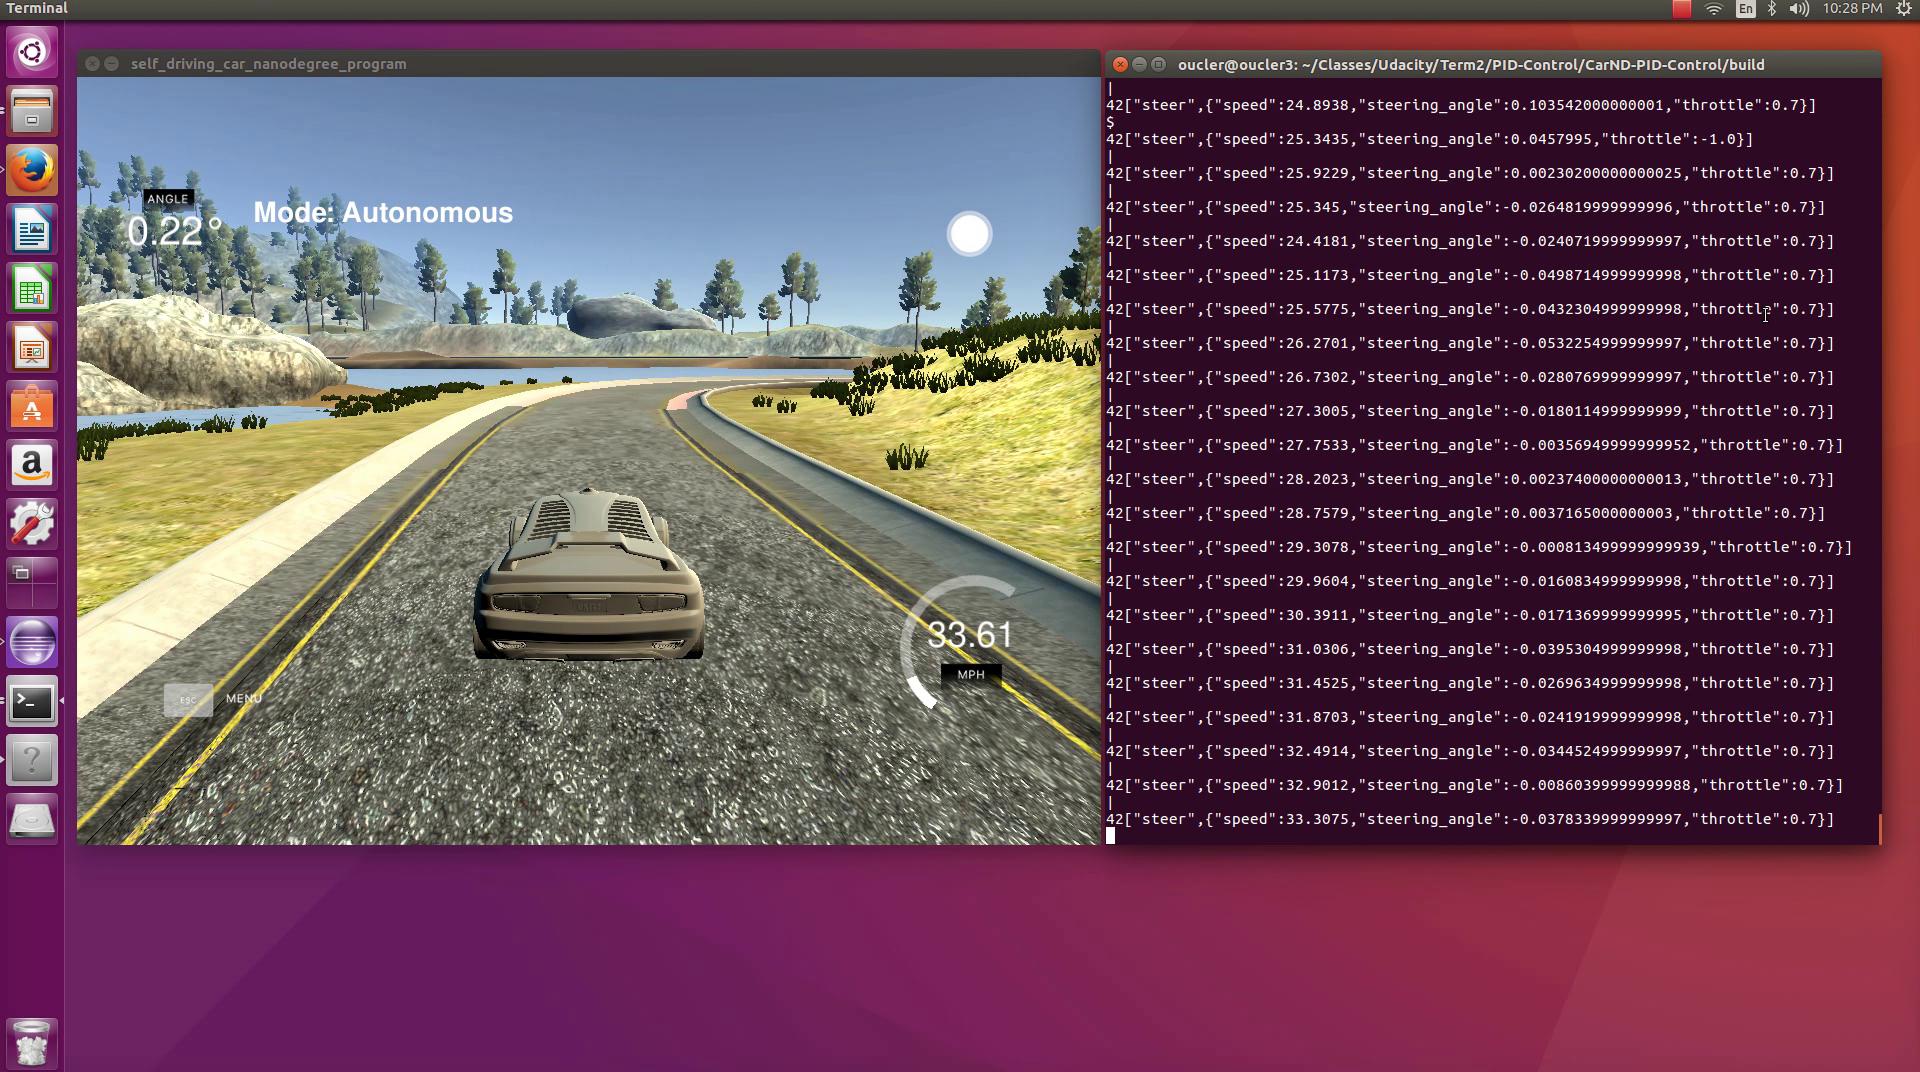 Terminal
En
10:28 PM
self_driving_car_nanodegree_program
ANGLE
0.22°
Mode: Autonomous
33.61
MPH
ESC
MENU
a
oucler@oucler3: ~/Classes/Udacity/Term2/PID-Control/CarND-PID-Control/build
|
42["steer",{"speed":24.8938,"steering_angle":0.103542000000001,"throttle":0.7}]
$
42["steer",{"speed":25.3435,"steering_angle":0.0457995,"throttle":-1.0}]
|
42["steer",{"speed":25.9229,"steering_angle":0.00230200000000025,"throttle":0.7}]
|
42["steer",{"speed":25.345,"steering_angle":-0.0264819999999996,"throttle":0.7}]
|
42["steer",{"speed":24.4181,"steering_angle":-0.0240719999999997,"throttle":0.7}]
|
42["steer",{"speed":25.1173,"steering_angle":-0.0498714999999998,"throttle":0.7}]
|
42["steer",{"speed":25.5775,"steering_angle":-0.0432304999999998,"throttle":0.7}]
|
42["steer",{"speed":26.2701,"steering_angle":-0.0532254999999997,"throttle":0.7}]
|
42["steer",{"speed":26.7302,"steering_angle":-0.0280769999999997,"throttle":0.7}]
|
42["steer",{"speed":27.3005,"steering_angle":-0.0180114999999999,"throttle":0.7}]
|
42["steer",{"speed":27.7533,"steering_angle":-0.00356949999999952,"throttle":0.7}]
|
42["steer",{"speed":28.2023,"steering_angle":0.00237400000000013,"throttle":0.7}]
|
42["steer",{"speed":28.7579,"steering_angle":0.0037165000000003,"throttle":0.7}]
|
42["steer",{"speed":29.3078,"steering_angle":-0.000813499999999939,"throttle":0.7}]
|
42["steer",{"speed":29.9604,"steering_angle":-0.0160834999999998,"throttle":0.7}]
|
42["steer",{"speed":30.3911,"steering_angle":-0.0171369999999995,"throttle":0.7}]
|
42["steer",{"speed":31.0306,"steering_angle":-0.0395304999999998,"throttle":0.7}]
|
42["steer",{"speed":31.4525,"steering_angle":-0.0269634999999998,"throttle":0.7}]
|
42["steer",{"speed":31.8703,"steering_angle":-0.0241919999999998,"throttle":0.7}]
|
42["steer",{"speed":32.4914,"steering_angle":-0.0344524999999997,"throttle":0.7}]
|
42["steer",{"speed":32.9012,"steering_angle":-0.00860399999999988,"throttle":0.7}]
|
42["steer",{"speed":33.3075,"steering_angle":-0.0378339999999997,"throttle":0.7}]